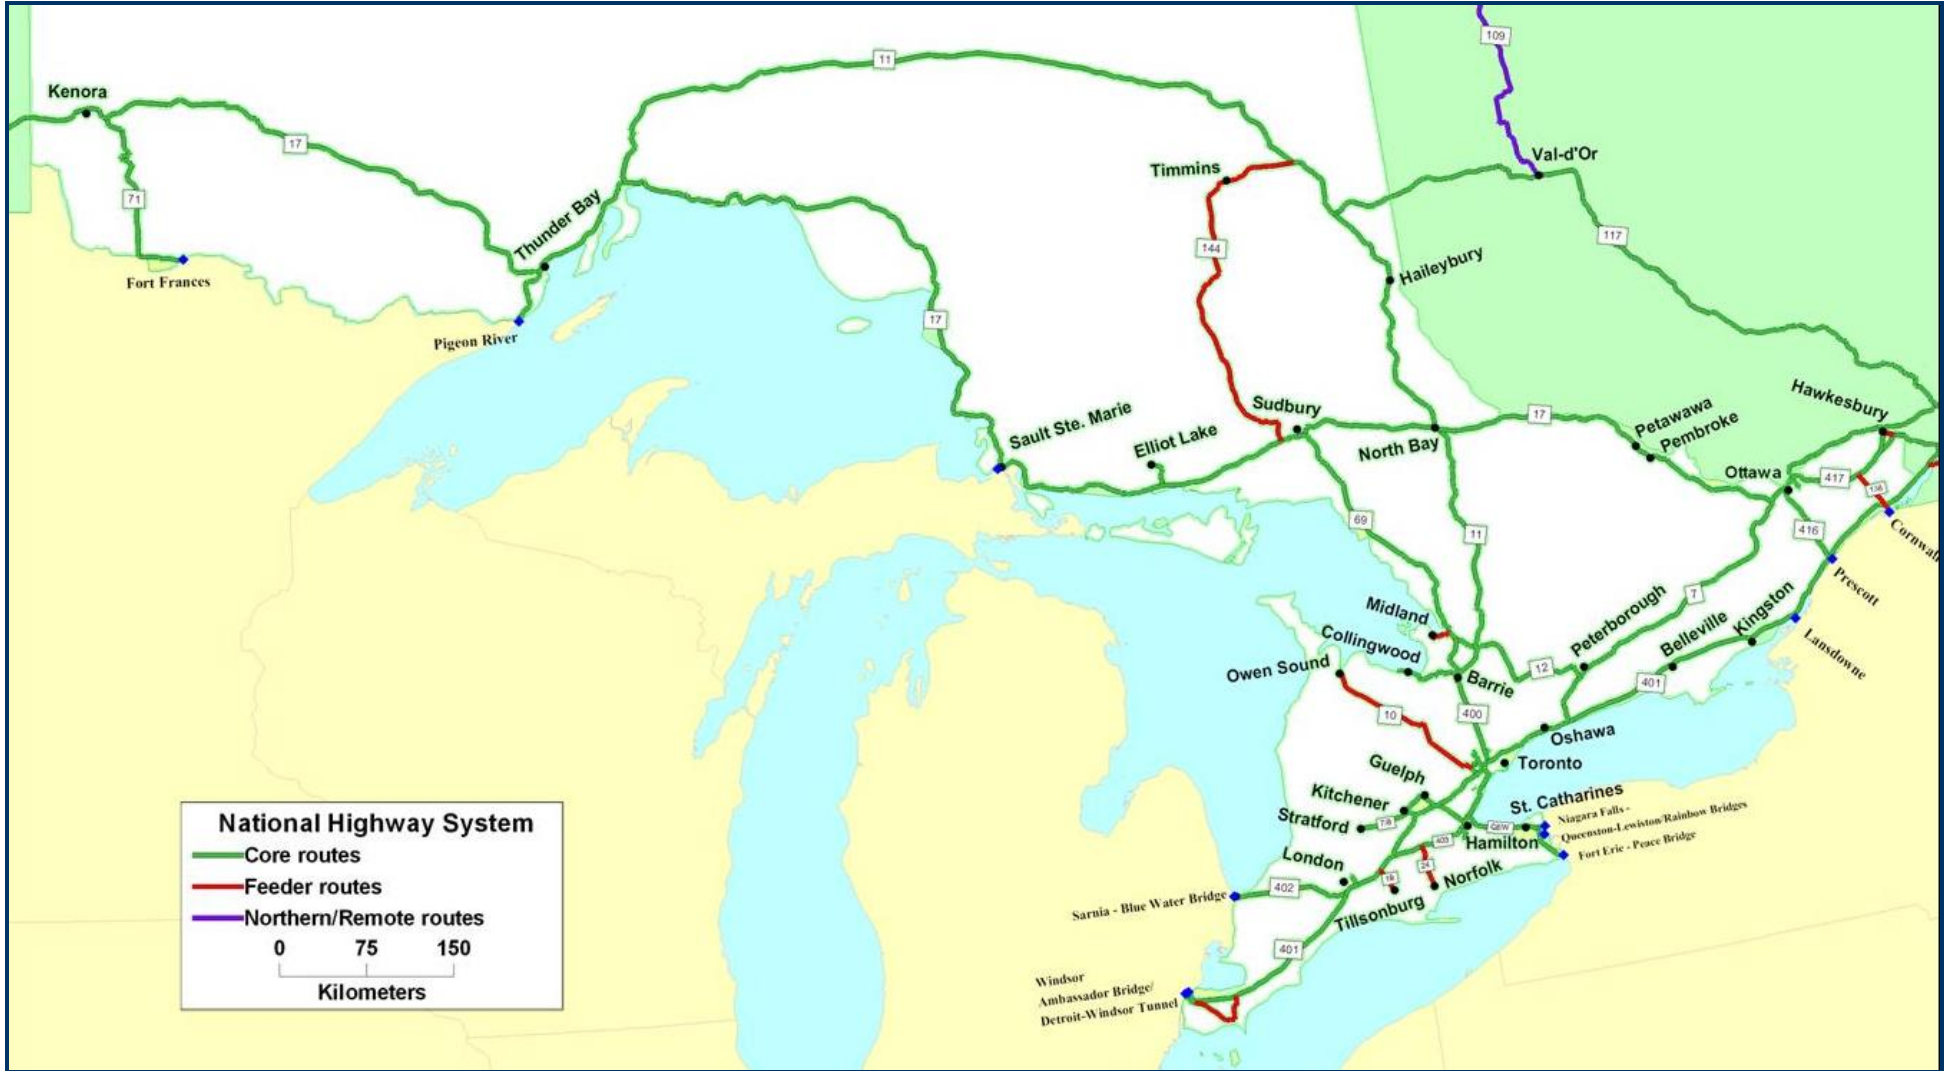 109
11
Kenora
17
Val-d'Or
Timmins
71
Thunder Bay
117
144
Haileybury
Fort Frances
17
Pigeon River
Hawkesbury
Sudbury
17
Petawawa
Sault Ste. Marie
Pembroke
Elliot Lake
North Bay
Ottawa
417
138
69
11
416
Cornwall
Prescott
7
Midland
Peterborough
Kingston
Collingwood
Belleville
Lansdowne
Owen Sound
12
Barrie
401
10
400
Oshawa
Guelph
Toronto
Kitchener
St. Catharines
Niagara Falls -
Queenston-Lewiston/Rainbow Bridges
Stratford
7/8
QEW
403
Hamilton
Fort Erie - Peace Bridge
London
24
19
Norfolk
402
Sarnia - Blue Water Bridge
Tillsonburg
401
Windsor
Ambassador Bridge/
Detroit-Windsor Tunnel
National Highway System
Core routes
Feeder routes
Northern/Remote routes
0 75 150
Kilometers